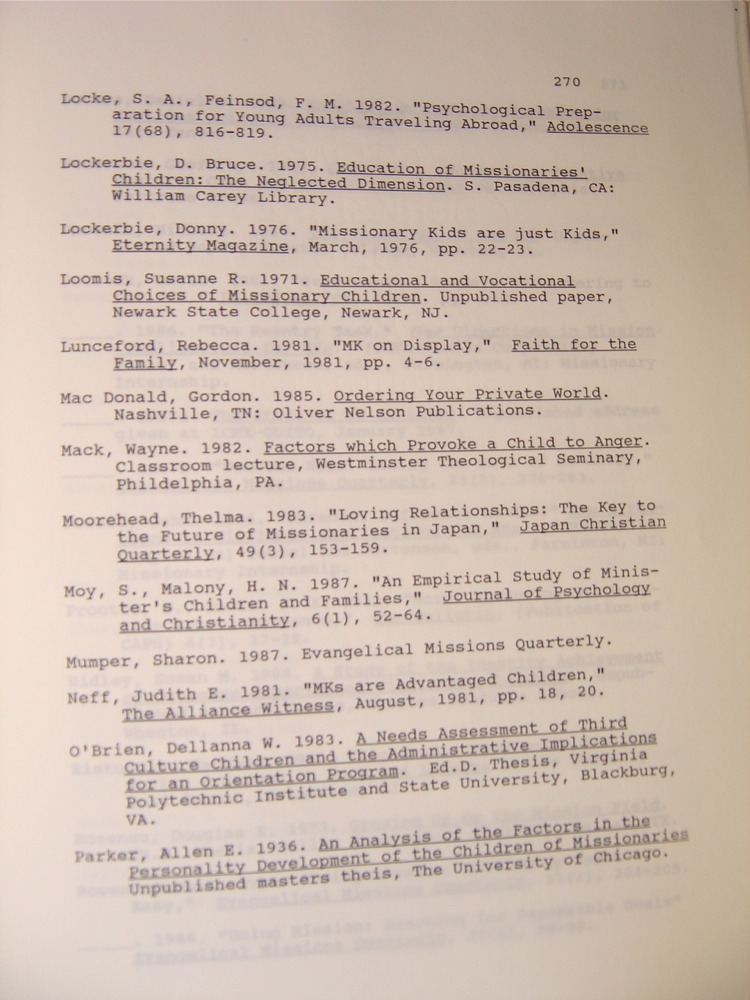 270
Locke, S. A., Feinsod, F. M. 1982. "Psychological Prep-
aration for Young Adults Traveling Abroad," Adolescence
17(68), 816-819.
Lockerbie, D. Bruce. 1975. Education of Missionaries'
Children: The Neglected Dimension. S. Pasadena, CA:
William Carey Library.
Lockerbie, Donny. 1976. "Missionary Kids are just Kids,"
Eternity Magazine, March, 1976, pp. 22-23.
Loomis, Susanne R. 1971. Educational and Vocational
Choices of Missionary Children. Unpublished paper,
Newark State College, Newark, NJ.
Lunceford, Rebecca. 1981. "MK on Display," Faith for the
Family, November, 1981, pp. 4-6.
Mac Donald, Gordon. 1985. Ordering Your Private World.
Nashville, TN: Oliver Nelson Publications.
Mack, Wayne. 1982. Factors which Provoke a Child to Anger.
Classroom lecture, Westminster Theological Seminary,
Phildelphia, PA.
Moorehead, Thelma. 1983. "Loving Relationships: The Key to
the Future of Missionaries in Japan," Japan Christian
Quarterly, 49(3), 153-159.
Moy, S., Malony, H. N. 1987. "An Empirical Study of Minis-
ter's Children and Families," Journal of Psychology
and Christianity, 6(1), 52-64.
Mumper, Sharon. 1987. Evangelical Missions Quarterly.
Neff, Judith E. 1981. "MKs are Advantaged Children,"
The Alliance Witness, August, 1981, pp. 18, 20.
O'Brien, Dellanna W. 1983. A Needs Assessment of Third
Culture Children and the Administrative Implications
for an Orientation Program. Ed.D. Thesis, Virginia
Polytechnic Institute and State University, Blackburg,
VA.
Parker, Allen E. 1936. An Analysis of the Factors in the
Personality Development of the Children of Missionaries
Unpublished masters theis, The University of Chicago.